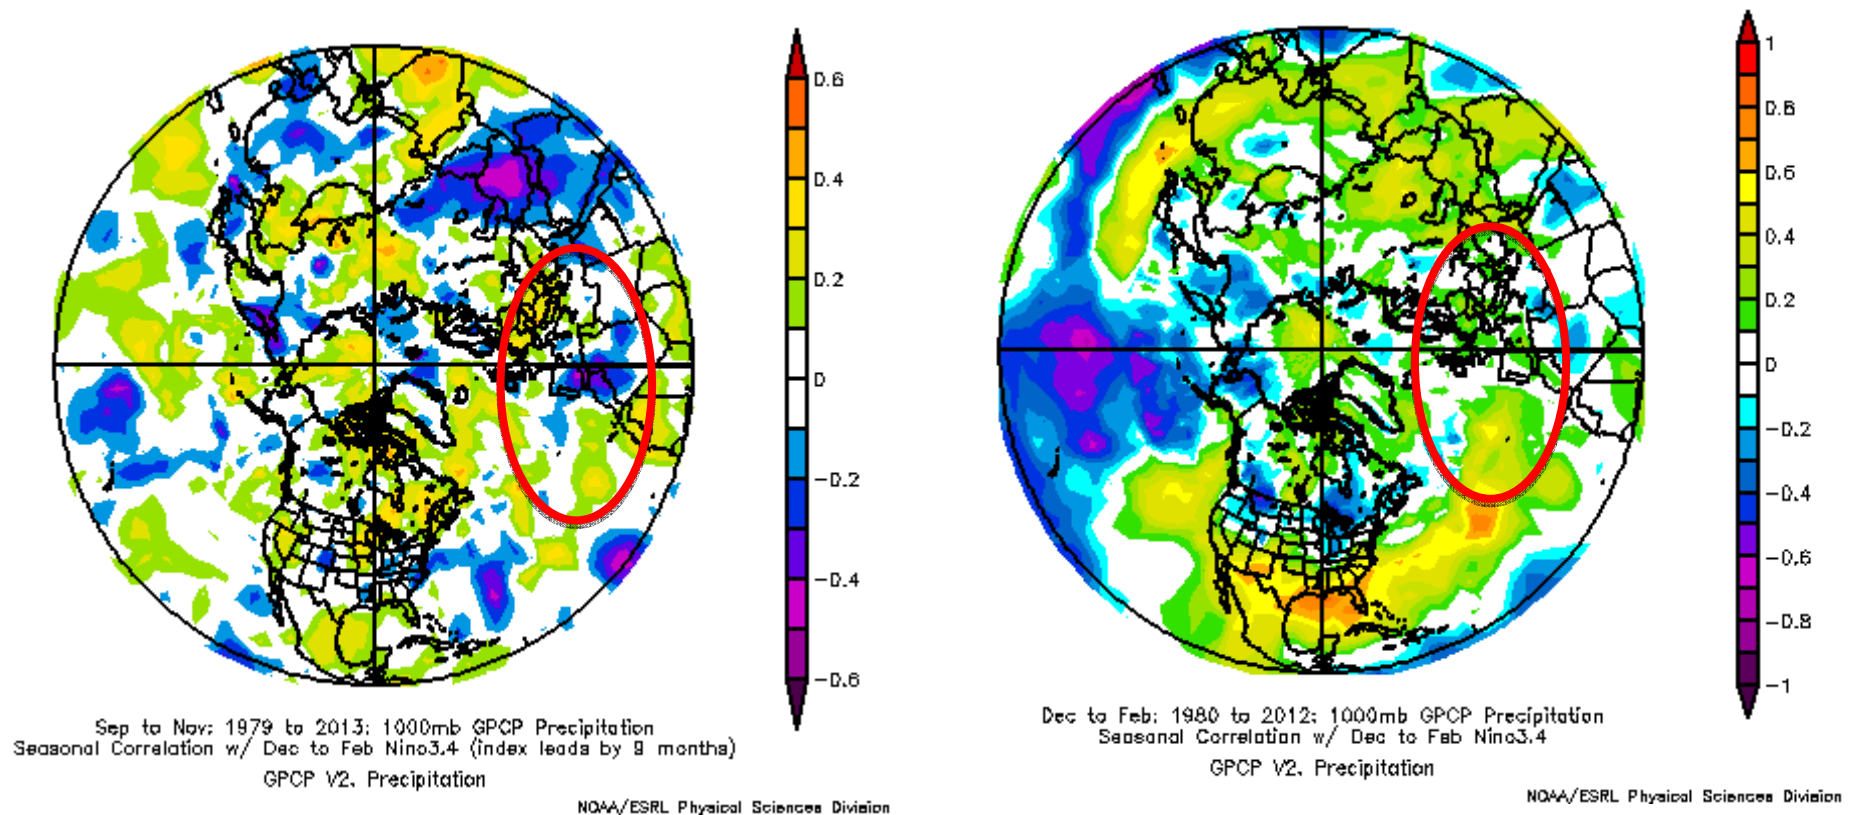 0.6
0.4
0.2
0
-0.2
-0.4
-0.6
Sep to Nov: 1979 to 2013: 1000mb GPCP Precipitation
Seasonal Correlation w/ Dec to Feb Nino3.4 (index leads by 9 months)
GPCP V2. Precipitation
NOAA/ESRL Physical Sciences Division
1
0.8
0.6
0.4
0.2
0
-0.2
-0.4
-0.6
-0.8
-1
Dec to Feb: 1980 to 2012: 1000mb GPCP Precipitation
Seasonal Correlation w/ Dec to Feb Nino3.4
GPCP V2. Precipitation
NOAA/ESRL Physical Sciences Division